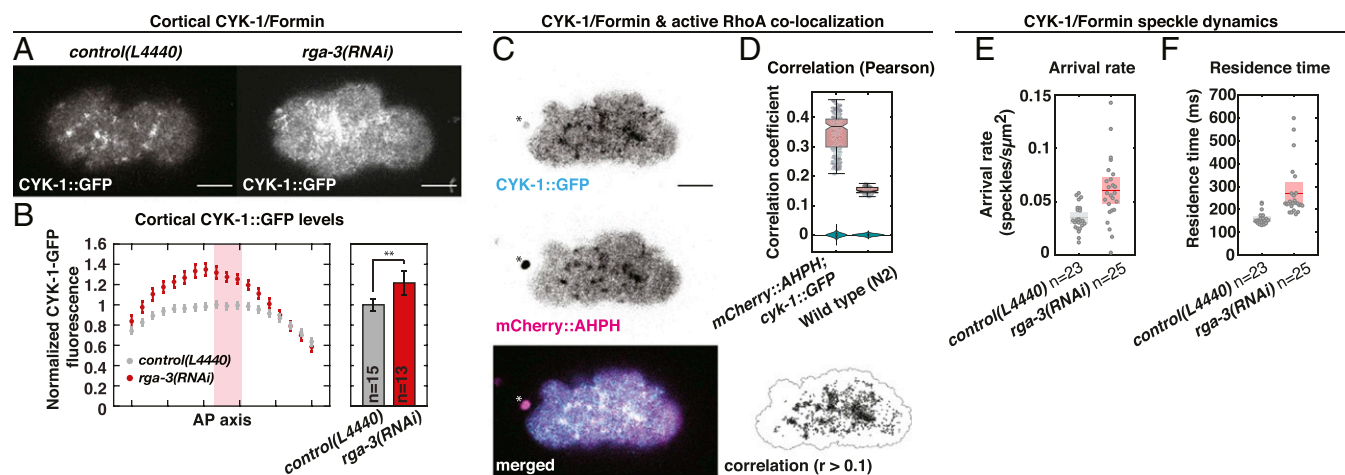 Cortical CYK-1/Formin
A
control(L4440)
rga-3(RNAi)
CYK-1::GFP
CYK-1::GFP
B
Cortical CYK-1::GFP levels
Normalized CYK-1-GFP
fluorescence
1.6
1.4
1.2
1
0.8
0.6
0.4
0.2
0
control(L4440)
rga-3(RNAi)
AP axis
**
n=15
n=13
control(L4440)
rga-3(RNAi)
CYK-1/Formin & active RhoA co-localization
C
*
CYK-1::GFP
*
mCherry::AHPH
*
merged
D
Correlation (Pearson)
Correlation coefficient
0.4
0.3
0.2
0.1
0
mCherry::AHPH;
cyk-1::GFP
Wild type (N2)
correlation (r > 0.1)
CYK-1/Formin speckle dynamics
E
Arrival rate
Arrival rate
(speckles/sμm²)
0.15
0.1
0.05
0
control(L4440) n=23
rga-3(RNAi) n=25
F
Residence time
Residence time (ms)
700
600
500
400
300
200
100
0
control(L4440) n=23
rga-3(RNAi) n=25